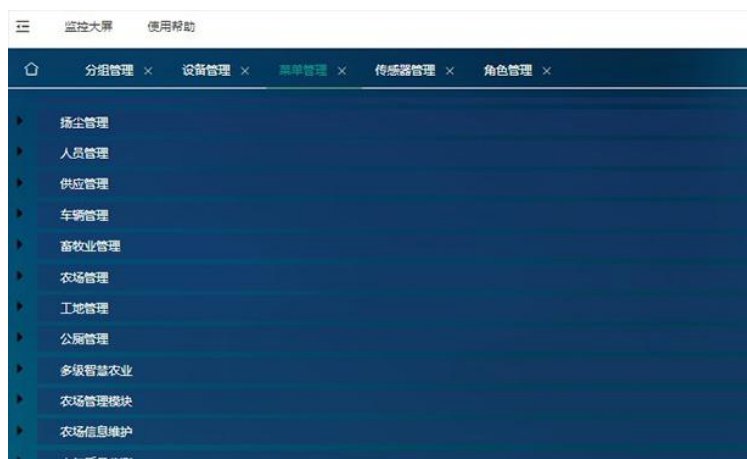 监控大屏 使用帮助
分组管理 × 设备管理 × 菜单管理 × 传感器管理 × 角色管理 ×
扬尘管理
人员管理
供应管理
车辆管理
畜牧业管理
农场管理
工地管理
公厕管理
多级智慧农业
农场管理模块
农场信息维护